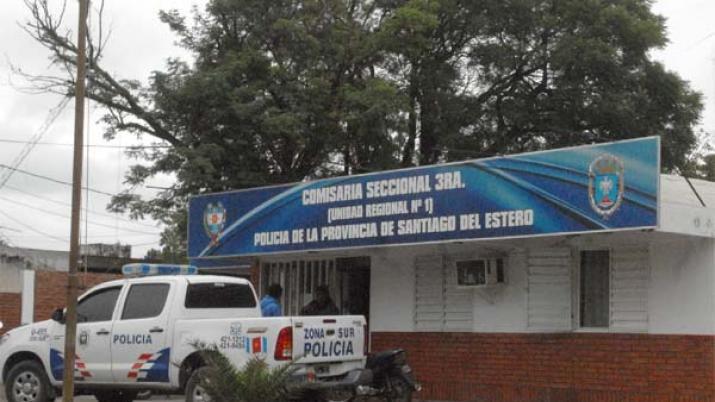 COMISARIA SECCIONAL 3RA.
(UNIDAD REGIONAL Nº 1)
POLICIA DE LA PROVINCIA DE SANTIAGO DEL ESTERO
POLICIA
ZONA SUR
POLICIA